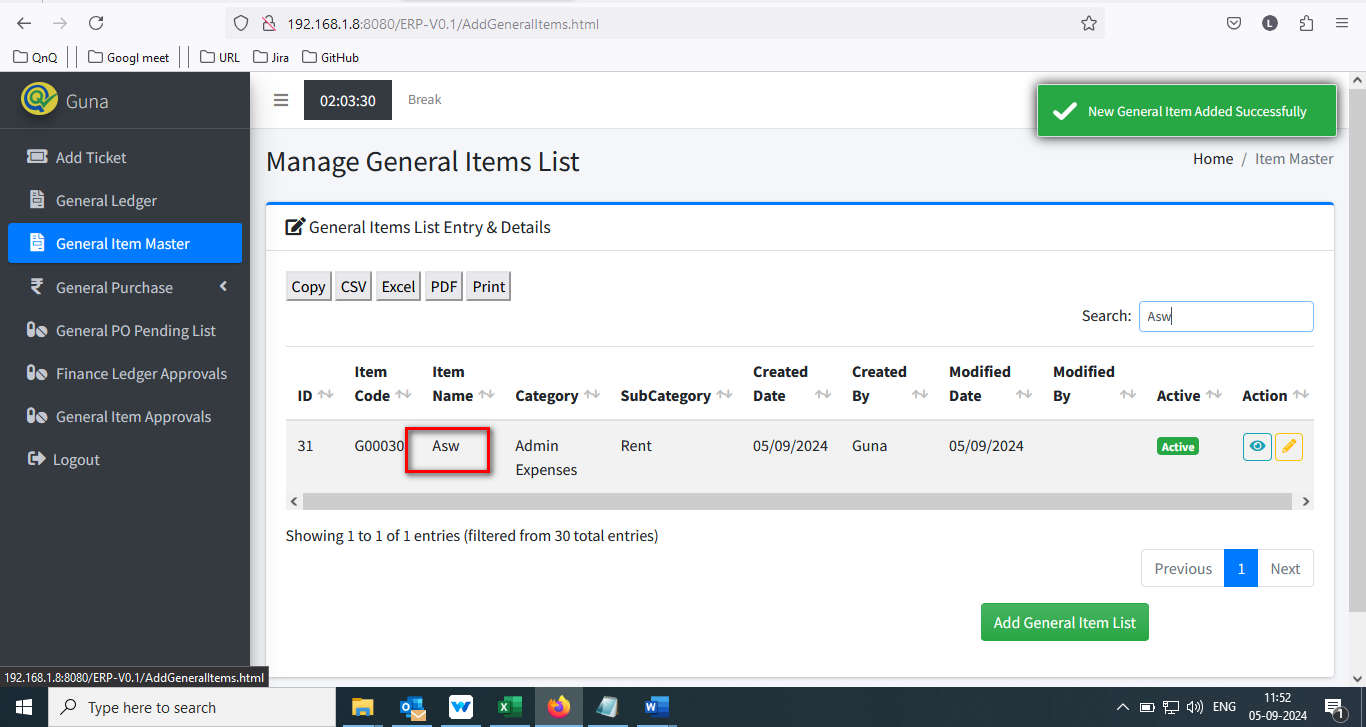 192.168.1.8:8080/ERP-V0.1/AddGeneralItems.html
QnQ
Googl meet
URL
Jira
GitHub
Guna
02:03:30
Break
New General Item Added Successfully
Add Ticket
General Ledger
General Item Master
General Purchase
General PO Pending List
Finance Ledger Approvals
General Item Approvals
Logout
Manage General Items List
Home / Item Master
General Items List Entry & Details
Copy CSV Excel PDF Print
Search: Asw
ID Item Code Item Name Category SubCategory Created Date Created By Modified Date Modified By Active Action
31 G00030 Asw Admin Expenses Rent 05/09/2024 Guna 05/09/2024 Active
Showing 1 to 1 of 1 entries (filtered from 30 total entries)
Previous 1 Next
Add General Item List
192.168.1.8:8080/ERP-V0.1/AddGeneralItems.html
Type here to search
ENG
11:52
05-09-2024
1